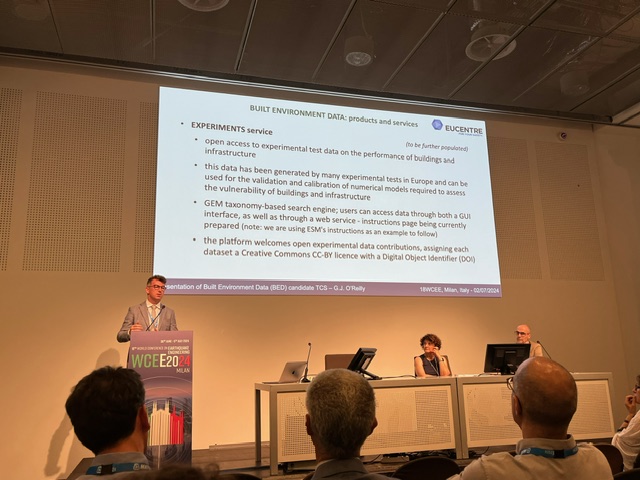 BUILT ENVIRONMENT DATA: products and services
EUCENTRE
• EXPERIMENTS service
(to be further populated)
• open access to experimental test data on the performance of buildings and
infrastructure
• this data has been generated by many experimental tests in Europe and can be
used for the validation and calibration of numerical models required to assess
the vulnerability of buildings and infrastructure
• GEM taxonomy-based search engine; users can access data through both a GUI
interface, as well as through a web service - instructions page being currently
prepared (note: we are using ESM's instructions as an example to follow)
• the platform welcomes open experimental data contributions, assigning each
dataset a Creative Commons CC-BY licence with a Digital Object Identifier (DOI)
esentation of Built Environment Data (BED) candidate TCS – G.J. O'Reilly
18WCEE, Milan, Italy - 02/07/2024
WORLD CONFERENCE ON EARTHQUAKE
ENGINEERING
WCEE2024
MILAN